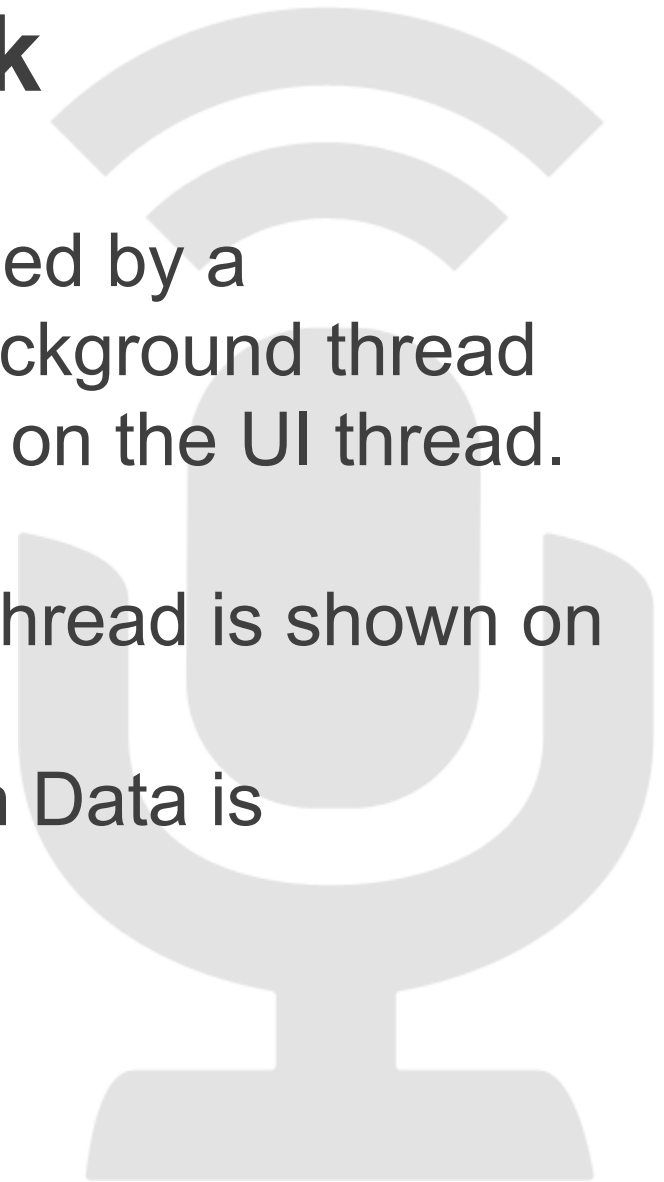 k
ed by a
ckground thread
on the UI thread.
hread is shown on
Data is